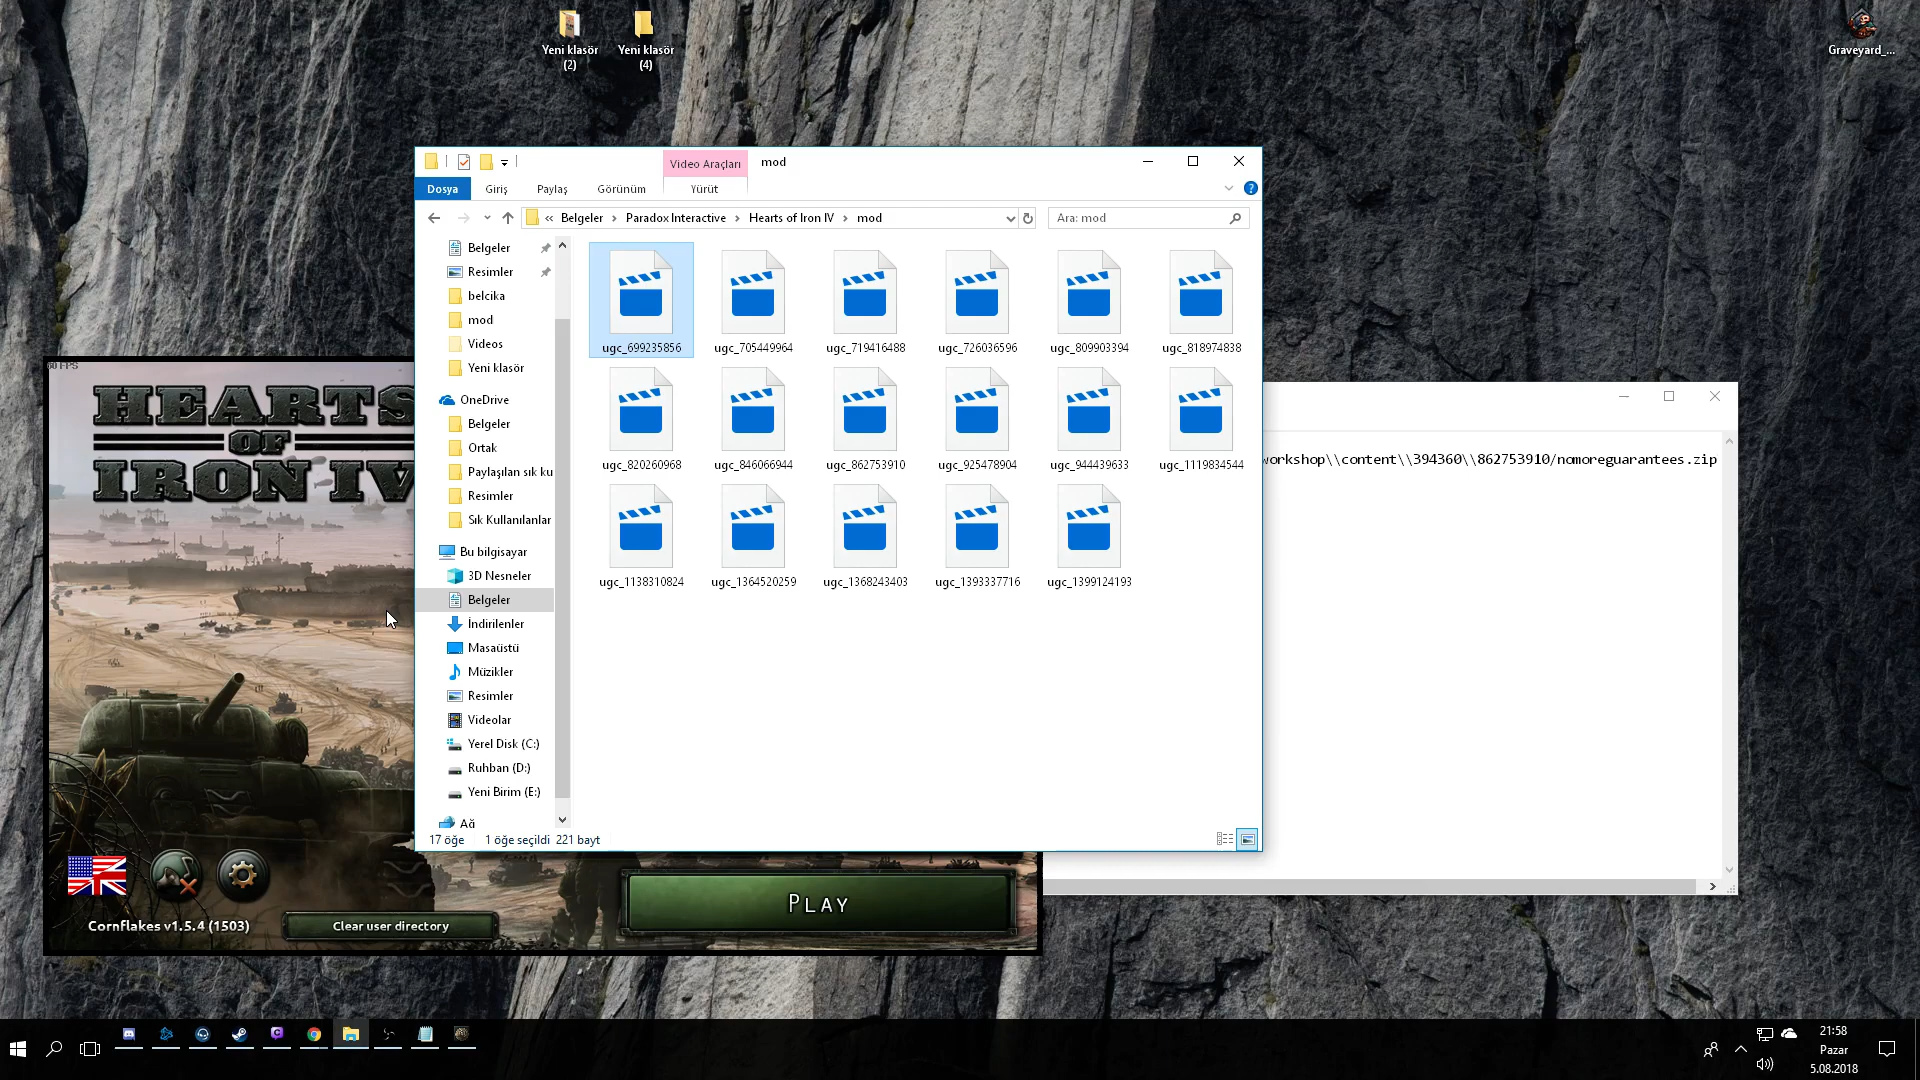 Yeni klasör
(2)
Yeni klasör
(4)
Graveyard_...
Video Araçları
mod
Dosya
Giriş
Paylaş
Görünüm
Yürüt
« Belgeler › Paradox Interactive › Hearts of Iron IV › mod
Ara: mod
Belgeler
Resimler
belcika
mod
Videos
Yeni klasör
OneDrive
Belgeler
Ortak
Paylaşılan sık ku
Resimler
Sık Kullanılanlar
Bu bilgisayar
3D Nesneler
Belgeler
İndirilenler
Masaüstü
Müzikler
Resimler
Videolar
Yerel Disk (C:)
Ruhban (D:)
Yeni Birim (E:)
Ağ
ugc_699235856
ugc_705449964
ugc_719416488
ugc_726036596
ugc_809903394
ugc_818974838
ugc_820260968
ugc_846066944
ugc_862753910
ugc_925478904
ugc_944439633
ugc_1119834544
ugc_1138310824
ugc_1364520259
ugc_1368243403
ugc_1393337716
ugc_1399124193
17 öğe
1 öğe seçildi 221 bayt
workshop\\content\\394360\\862753910/nomoreguarantees.zip
FPS
HEARTS
OF
IRON IV
Cornflakes v1.5.4 (1503)
Clear user directory
PLAY
21:58
Pazar
5.08.2018